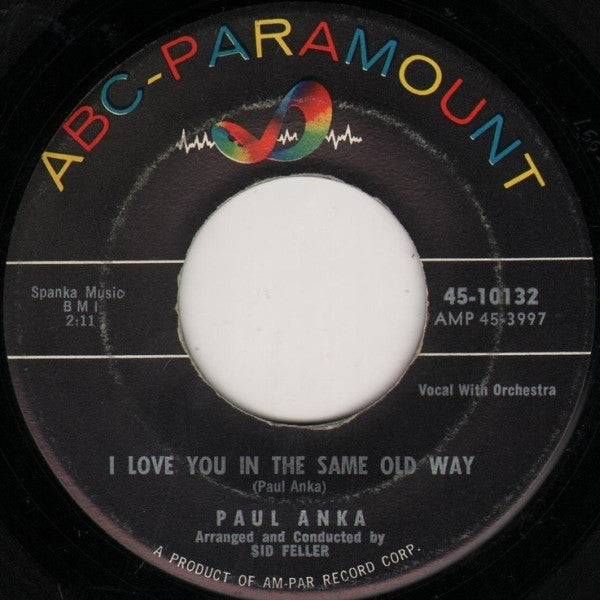 ABC-PARAMOUNT
Spanka Music
B M I
2:11
45-10132
AMP 45-3997
Vocal With Orchestra
I LOVE YOU IN THE SAME OLD WAY
(Paul Anka)
PAUL ANKA
Arranged and Conducted by
SID FELLER
A PRODUCT OF AM-PAR RECORD CORP.